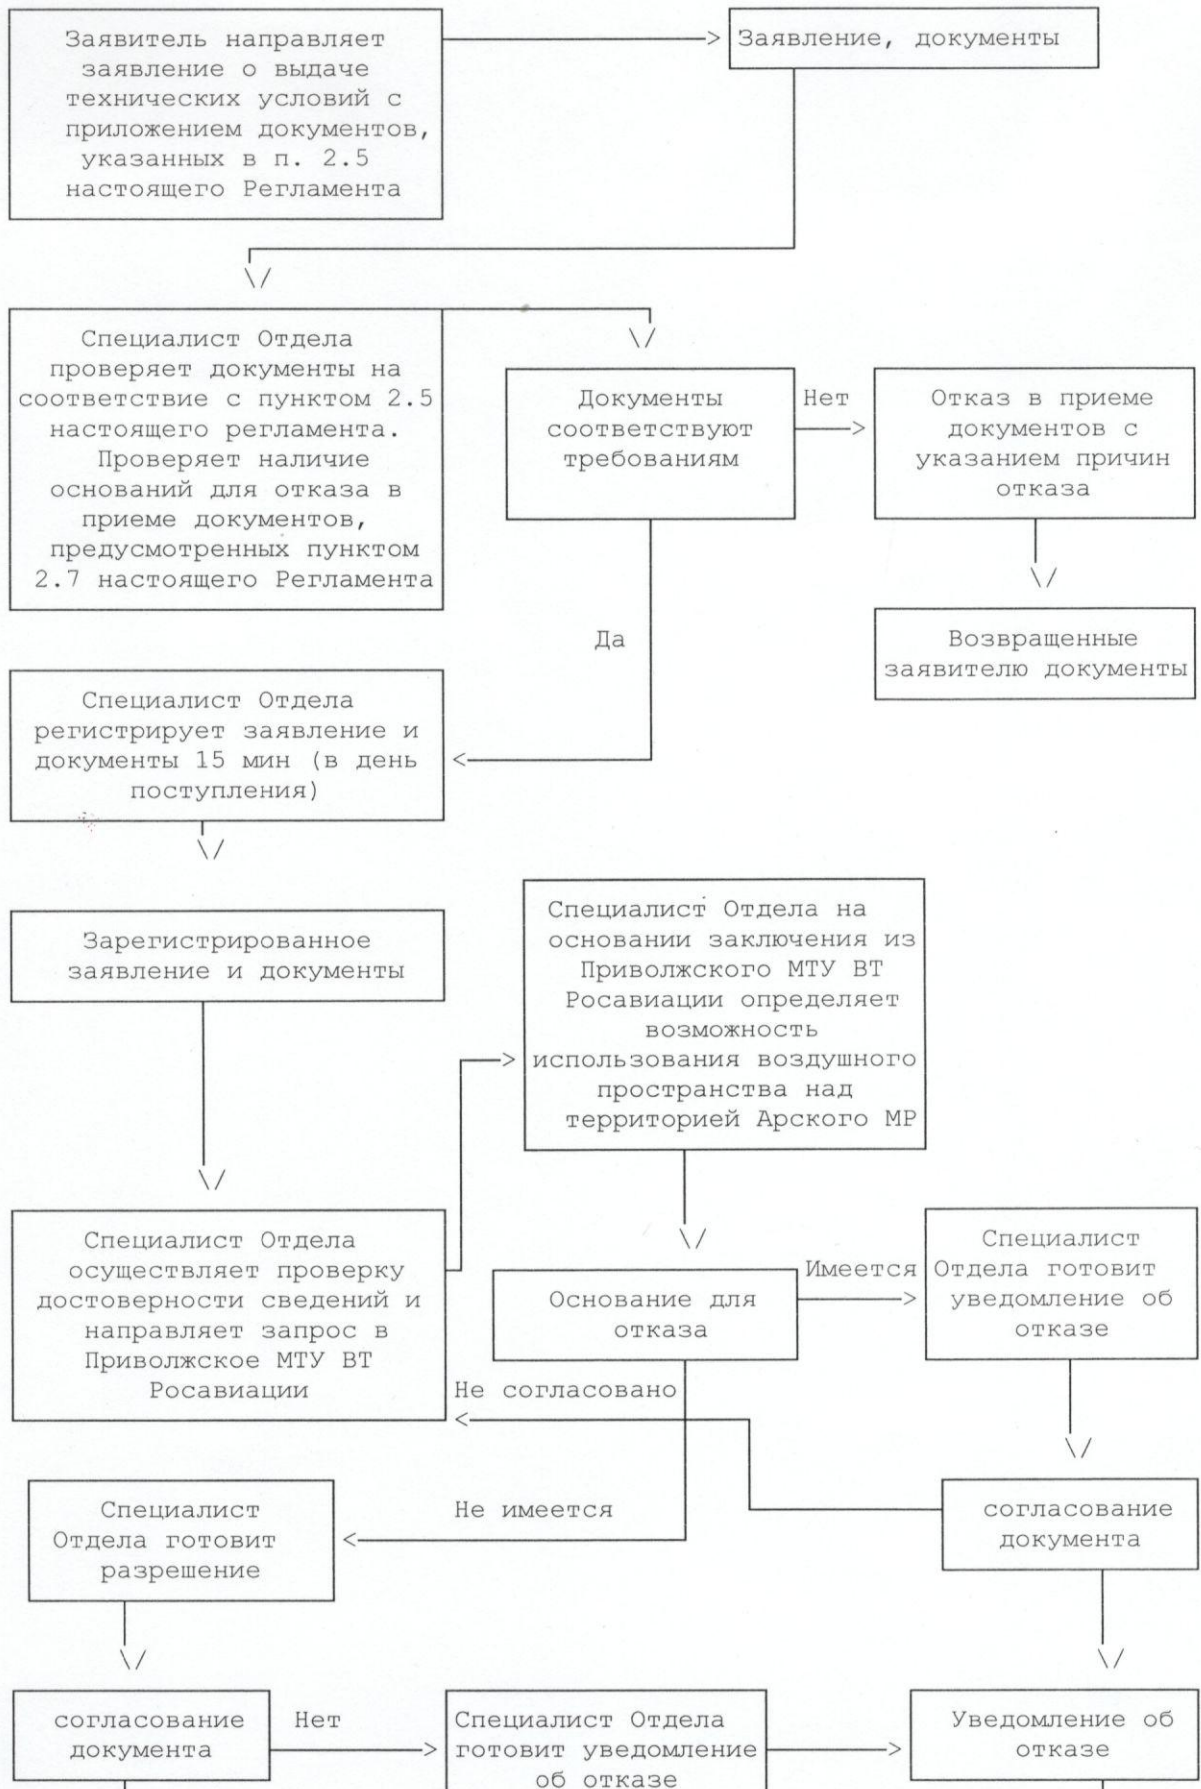 Заявитель направляет
заявление о выдаче
технических условий с
приложением документов,
указанных в п. 2.5
настоящего Регламента
Заявление, документы
Специалист Отдела
проверяет документы на
соответствие с пунктом 2.5
настоящего регламента.
Проверяет наличие
оснований для отказа в
приеме документов,
предусмотренных пунктом
2.7 настоящего Регламента
Документы
соответствуют
требованиям
Нет
Отказ в приеме
документов с
указанием причин
отказа
Возвращенные
заявителю документы
Да
Специалист Отдела
регистрирует заявление и
документы 15 мин (в день
поступления)
Зарегистрированное
заявление и документы
Специалист Отдела на
основании заключения из
Приволжского МТУ ВТ
Росавиации определяет
возможность
использования воздушного
пространства над
территорией Арского МР
Специалист Отдела
осуществляет проверку
достоверности сведений и
направляет запрос в
Приволжское МТУ ВТ
Росавиации
Основание для
отказа
Имеется
Специалист
Отдела готовит
уведомление об
отказе
Не согласовано
согласование
документа
Не имеется
Специалист
Отдела готовит
разрешение
согласование
документа
Нет
Специалист Отдела
готовит уведомление
об отказе
Уведомление об
отказе